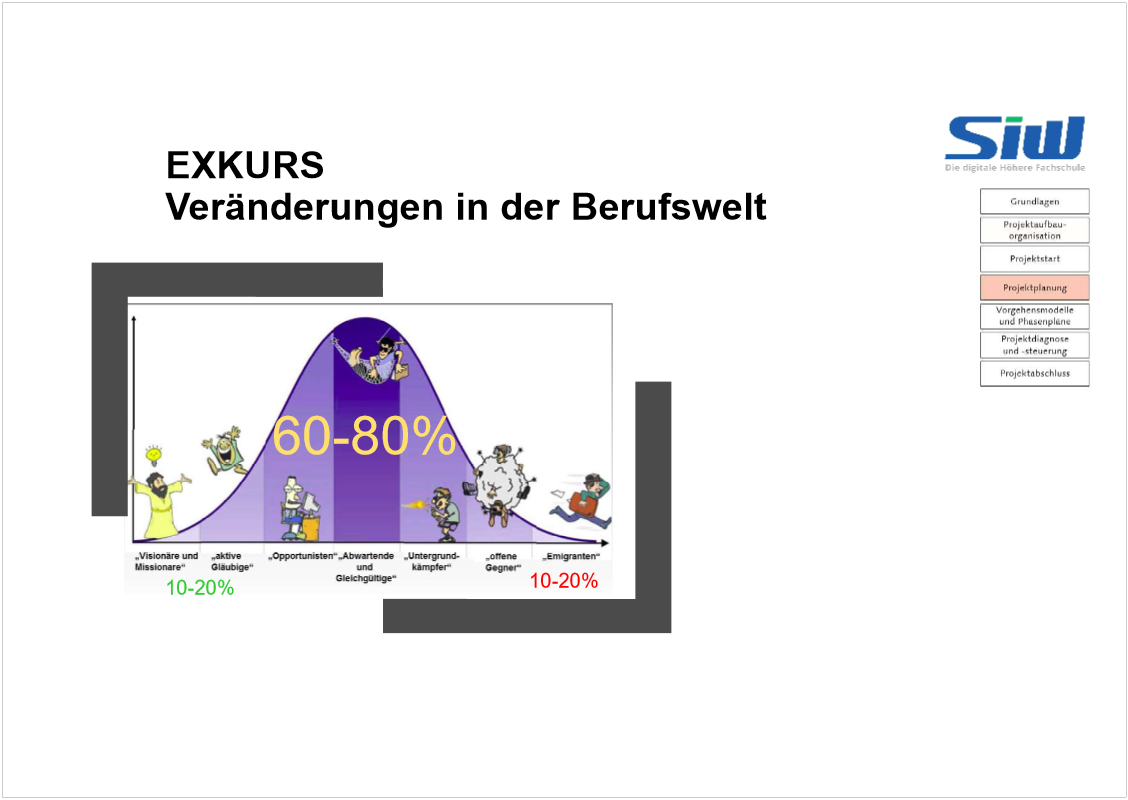 EXKURS
Veränderungen in der Berufswelt
Siw
Die digitale Höhere Fachschule
Grundlagen
Projektaufbau-
organisation
Projektstart
Projektplanung
Vorgehensmodelle
und Phasenpläne
Projektdiagnose
und -steuerung
Projektabschluss
60-80%
„Visionäre und
Missionare“
„aktive
Gläubige“
„Opportunisten“
„Abwartende
und
Gleichgültige“
„Untergrund-
kämpfer“
„offene
Gegner“
„Emigranten“
10-20%
10-20%